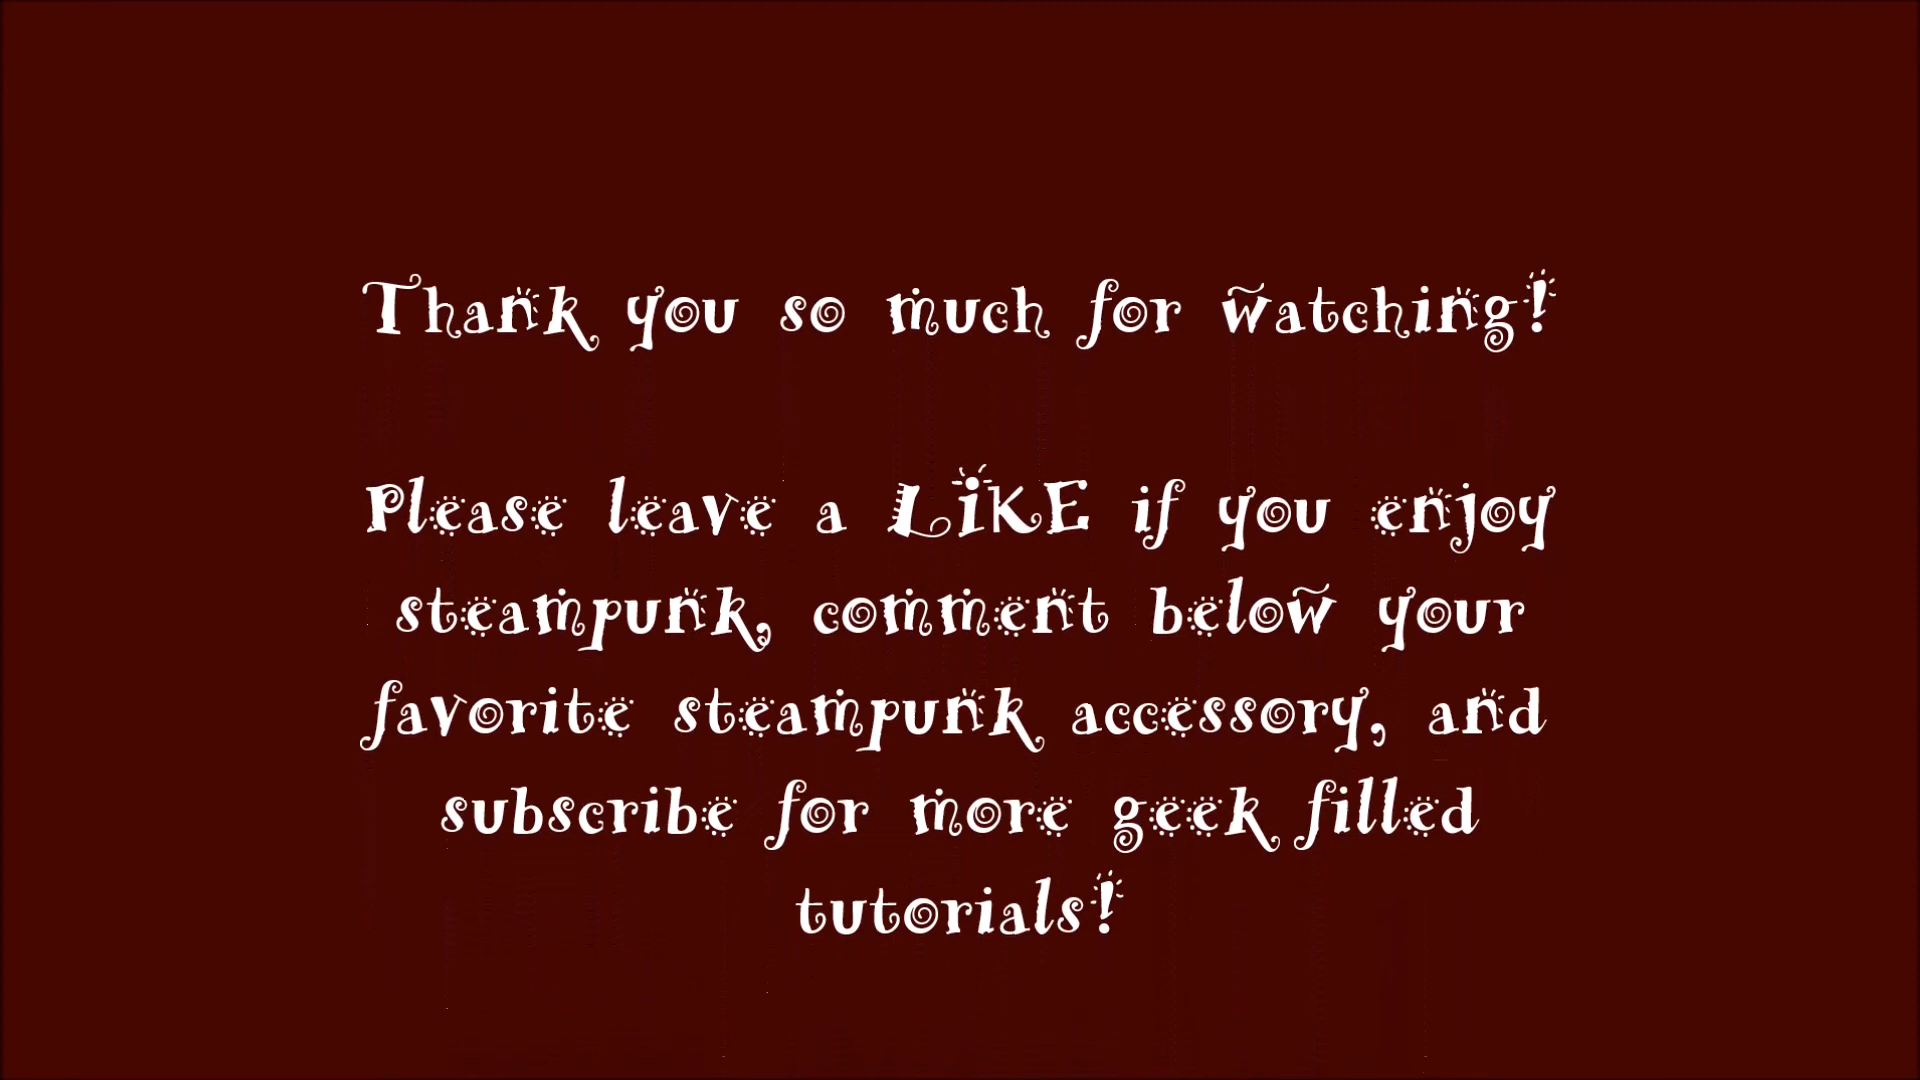 Thank you so much for watching!
Please leave a LIKE if you enjoy
steampunk, comment below your
favorite steampunk accessory, and
subscribe for more geek filled
tutorials!